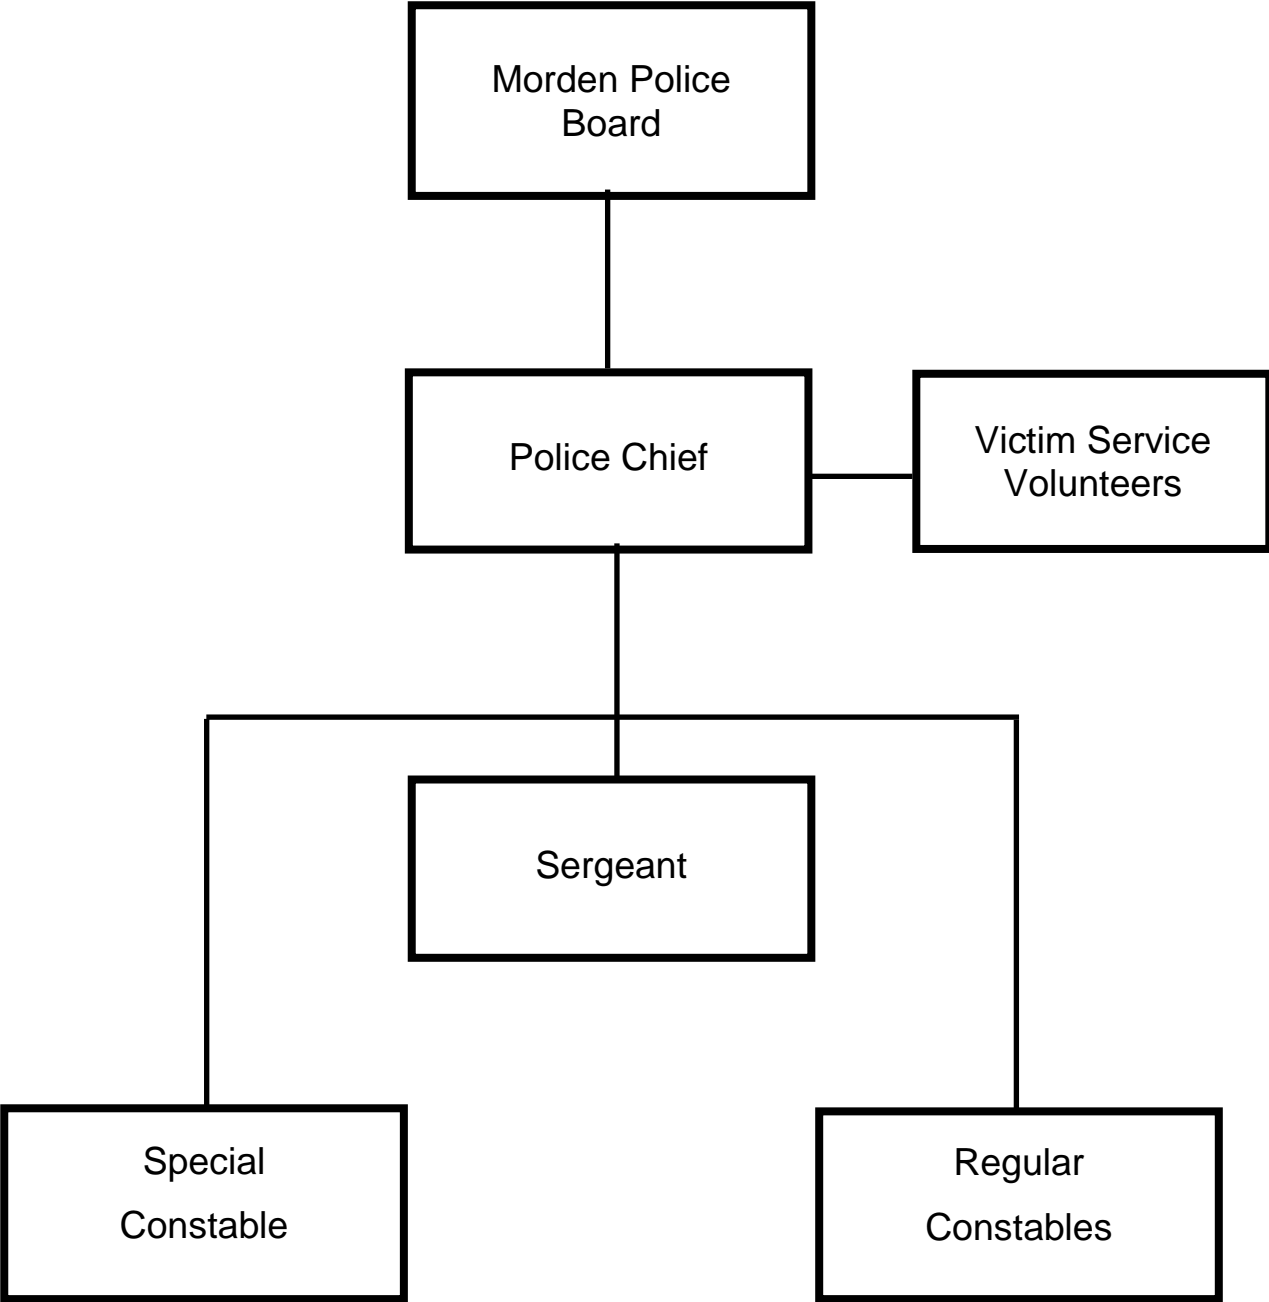 Morden Police
Board
Police Chief
Victim Service
Volunteers
Sergeant
Special
Constable
Regular
Constables